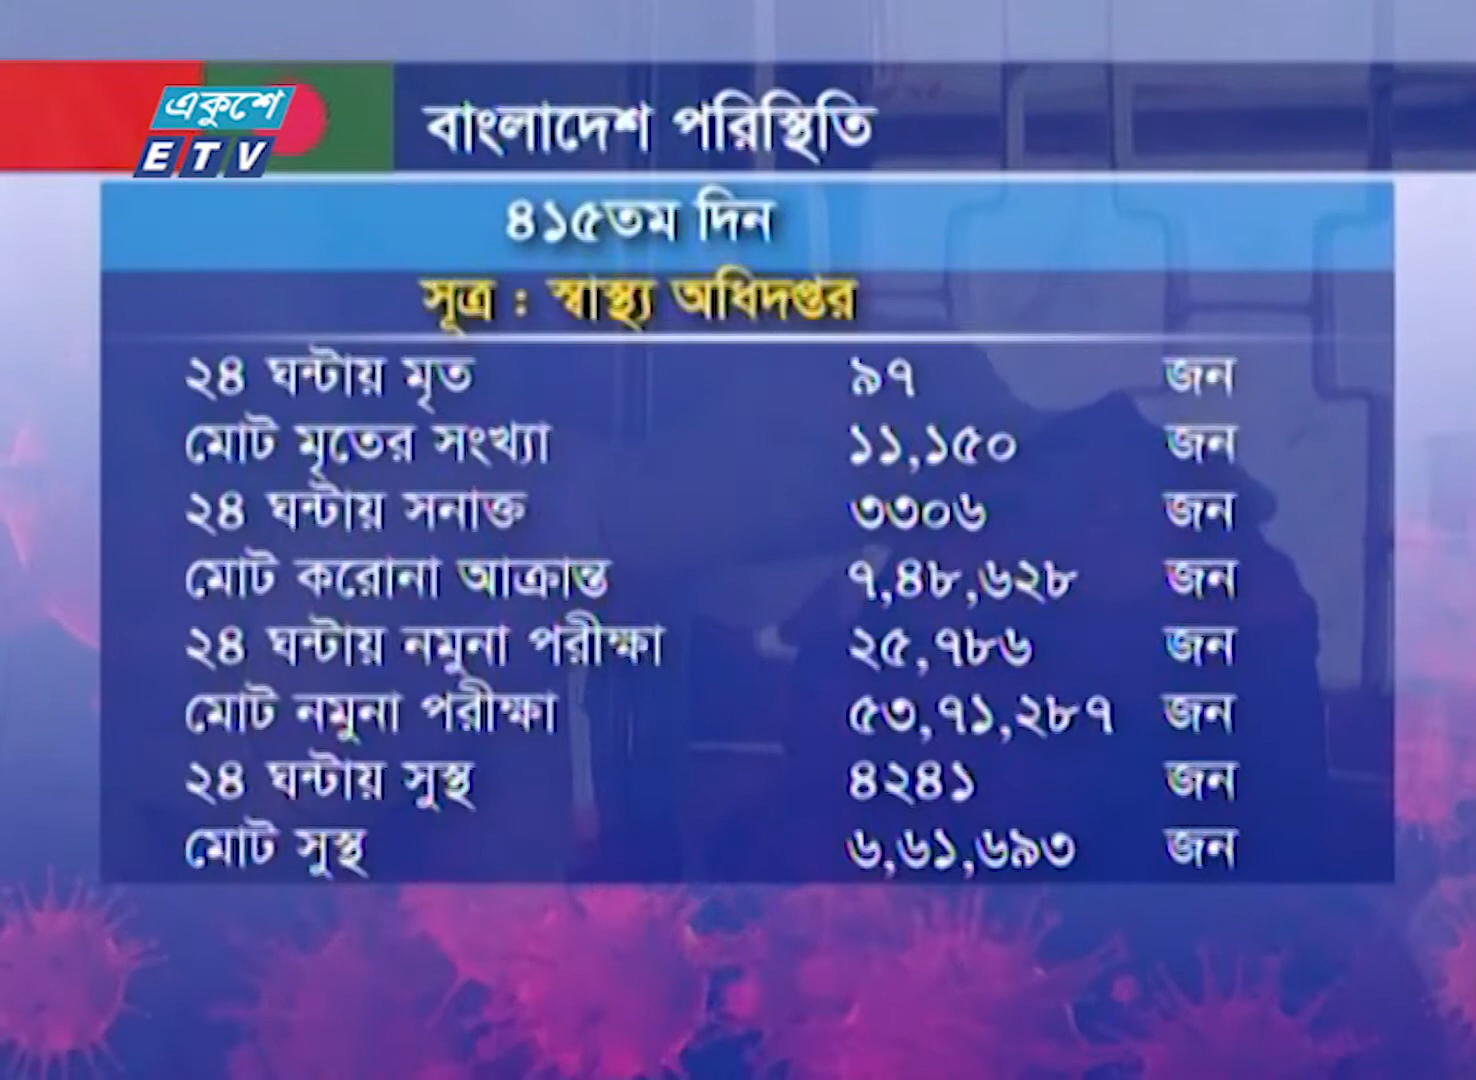 একুশে
ETV
বাংলাদেশ পরিস্থিতি
৪১৫তম দিন
সূত্র : স্বাস্থ্য অধিদপ্তর
২৪ ঘন্টায় মৃত ৯৭ জন
মোট মৃতের সংখ্যা ১১,১৫০ জন
২৪ ঘন্টায় সনাক্ত ৩৩০৬ জন
মোট করোনা আক্রান্ত ৭,৪৮,৬২৮ জন
২৪ ঘন্টায় নমুনা পরীক্ষা ২৫,৭৮৬ জন
মোট নমুনা পরীক্ষা ৫৩,৭১,২৮৭ জন
২৪ ঘন্টায় সুস্থ ৪২৪১ জন
মোট সুস্থ ৬,৬১,৬৯৩ জন